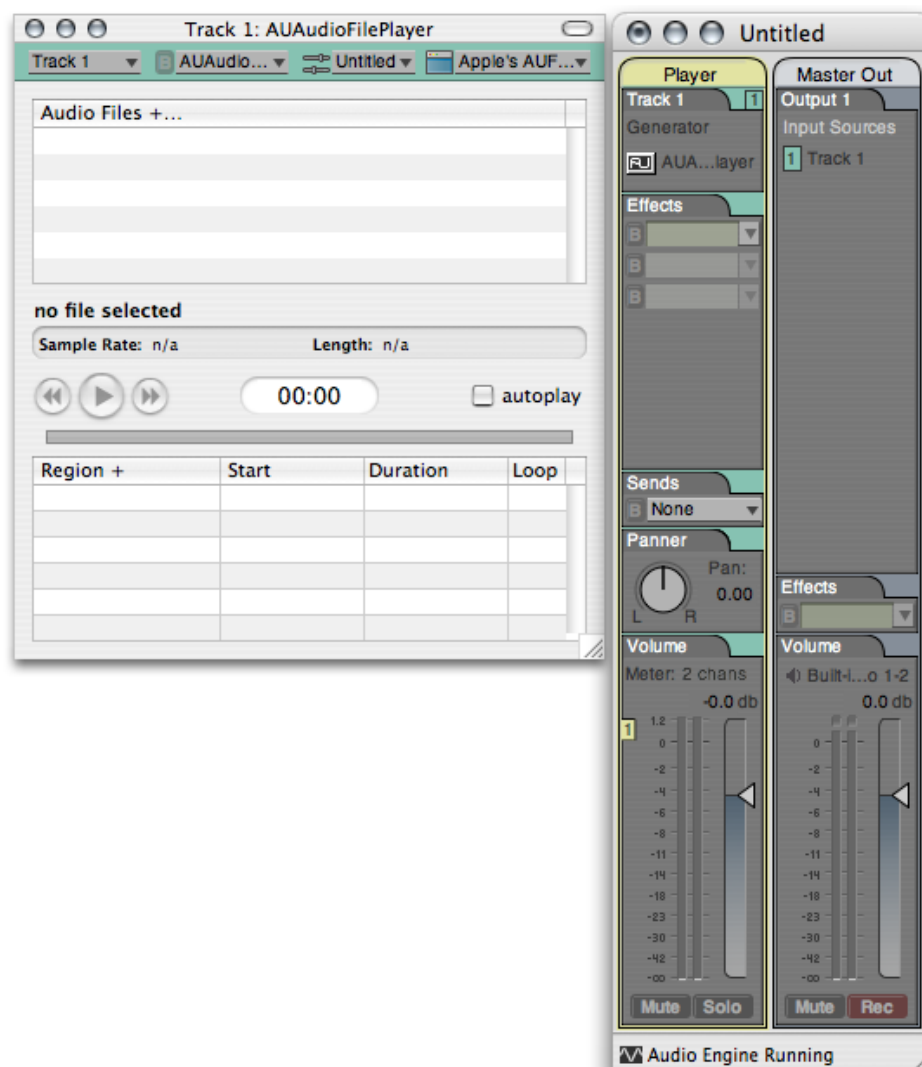 Track 1: AUAudioFilePlayer
Track 1 B AUAudio... Untitled Apple's AUF...
Audio Files +...
no file selected
Sample Rate: n/a Length: n/a
00:00 autoplay
Region + Start Duration Loop
Untitled
Player
Track 1 1
Generator
AU AUA...layer
Effects
B
B
B
Sends
B None
Panner
Pan:
0.00
L R
Volume
Meter: 2 chans
-0.0 db
1
1.2
0
-2
-4
-6
-8
-11
-14
-18
-23
-30
-42
-∞
Mute Solo
Master Out
Output 1
Input Sources
1 Track 1
Effects
B
Volume
Built-i...o 1-2
0.0 db
0
-2
-4
-6
-8
-11
-14
-18
-23
-30
-42
-∞
Mute Rec
Audio Engine Running